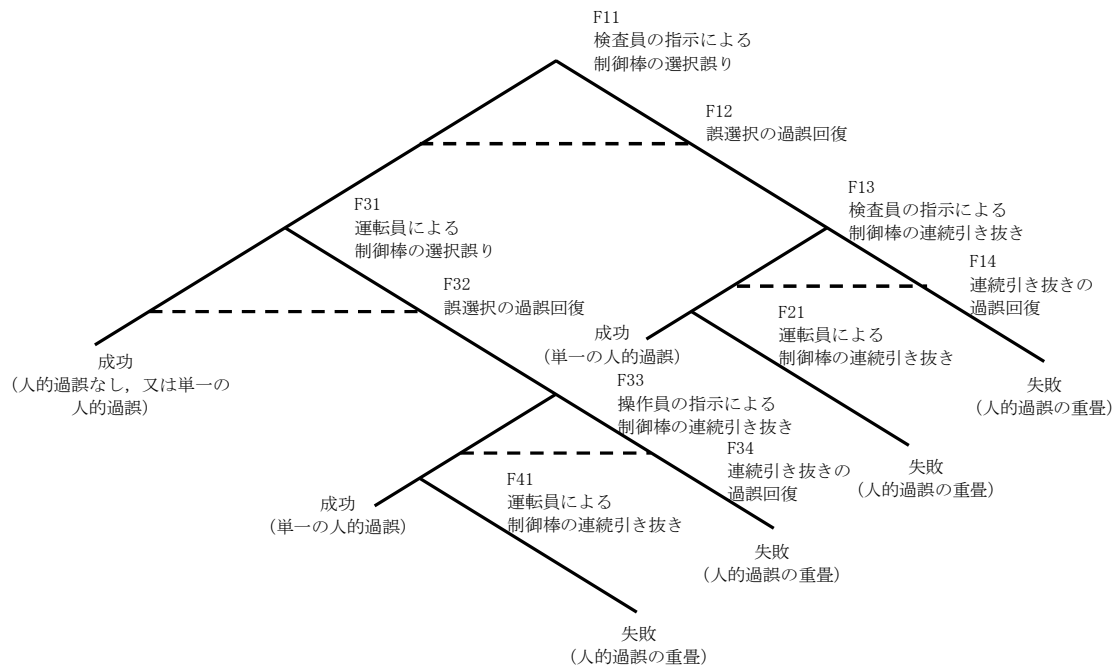 F11
検査員の指示による
制御棒の選択誤り
F12
誤選択の過誤回復
F13
検査員の指示による
制御棒の連続引き抜き
F31
運転員による
制御棒の選択誤り
F14
連続引き抜きの
過誤回復
F32
誤選択の過誤回復
F21
運転員による
制御棒の連続引き抜き
成功
(単一の人的過誤)
成功
(人的過誤なし,又は単一の
人的過誤)
失敗
(人的過誤の重畳)
F33
操作員の指示による
制御棒の連続引き抜き
F34
連続引き抜きの
過誤回復
失敗
(人的過誤の重畳)
F41
運転員による
制御棒の連続引き抜き
成功
(単一の人的過誤)
失敗
(人的過誤の重畳)
失敗
(人的過誤の重畳)